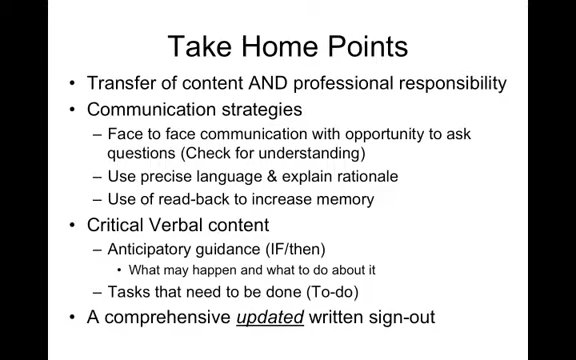 Take Home Points
• Transfer of content AND professional responsibility
• Communication strategies
– Face to face communication with opportunity to ask
questions (Check for understanding)
– Use precise language & explain rationale
– Use of read-back to increase memory
• Critical Verbal content
– Anticipatory guidance (IF/then)
• What may happen and what to do about it
– Tasks that need to be done (To-do)
• A comprehensive updated written sign-out